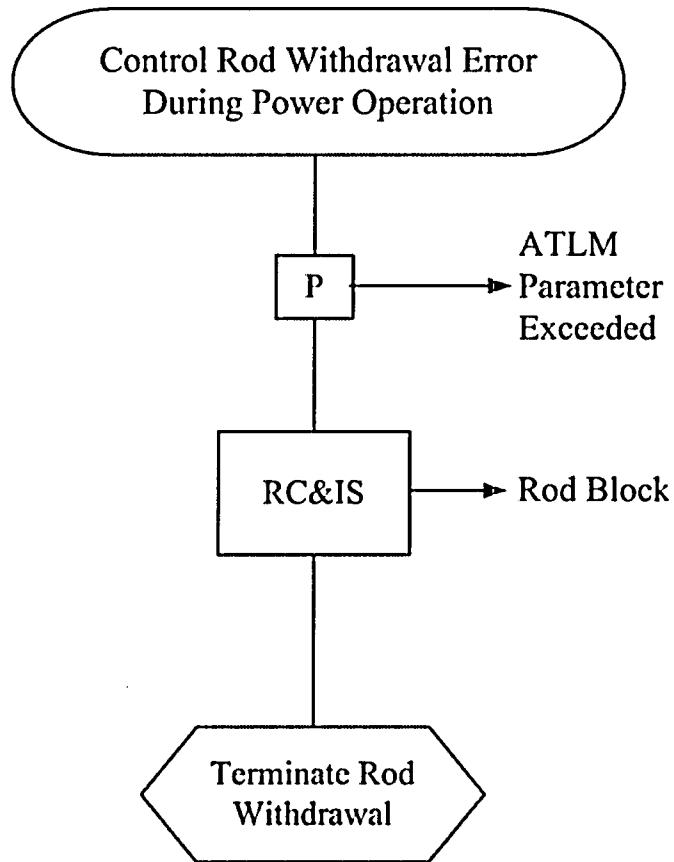 Control Rod Withdrawal Error
During Power Operation
P
ATLM
Parameter
Exceeded
RC&IS
Rod Block
Terminate Rod
Withdrawal